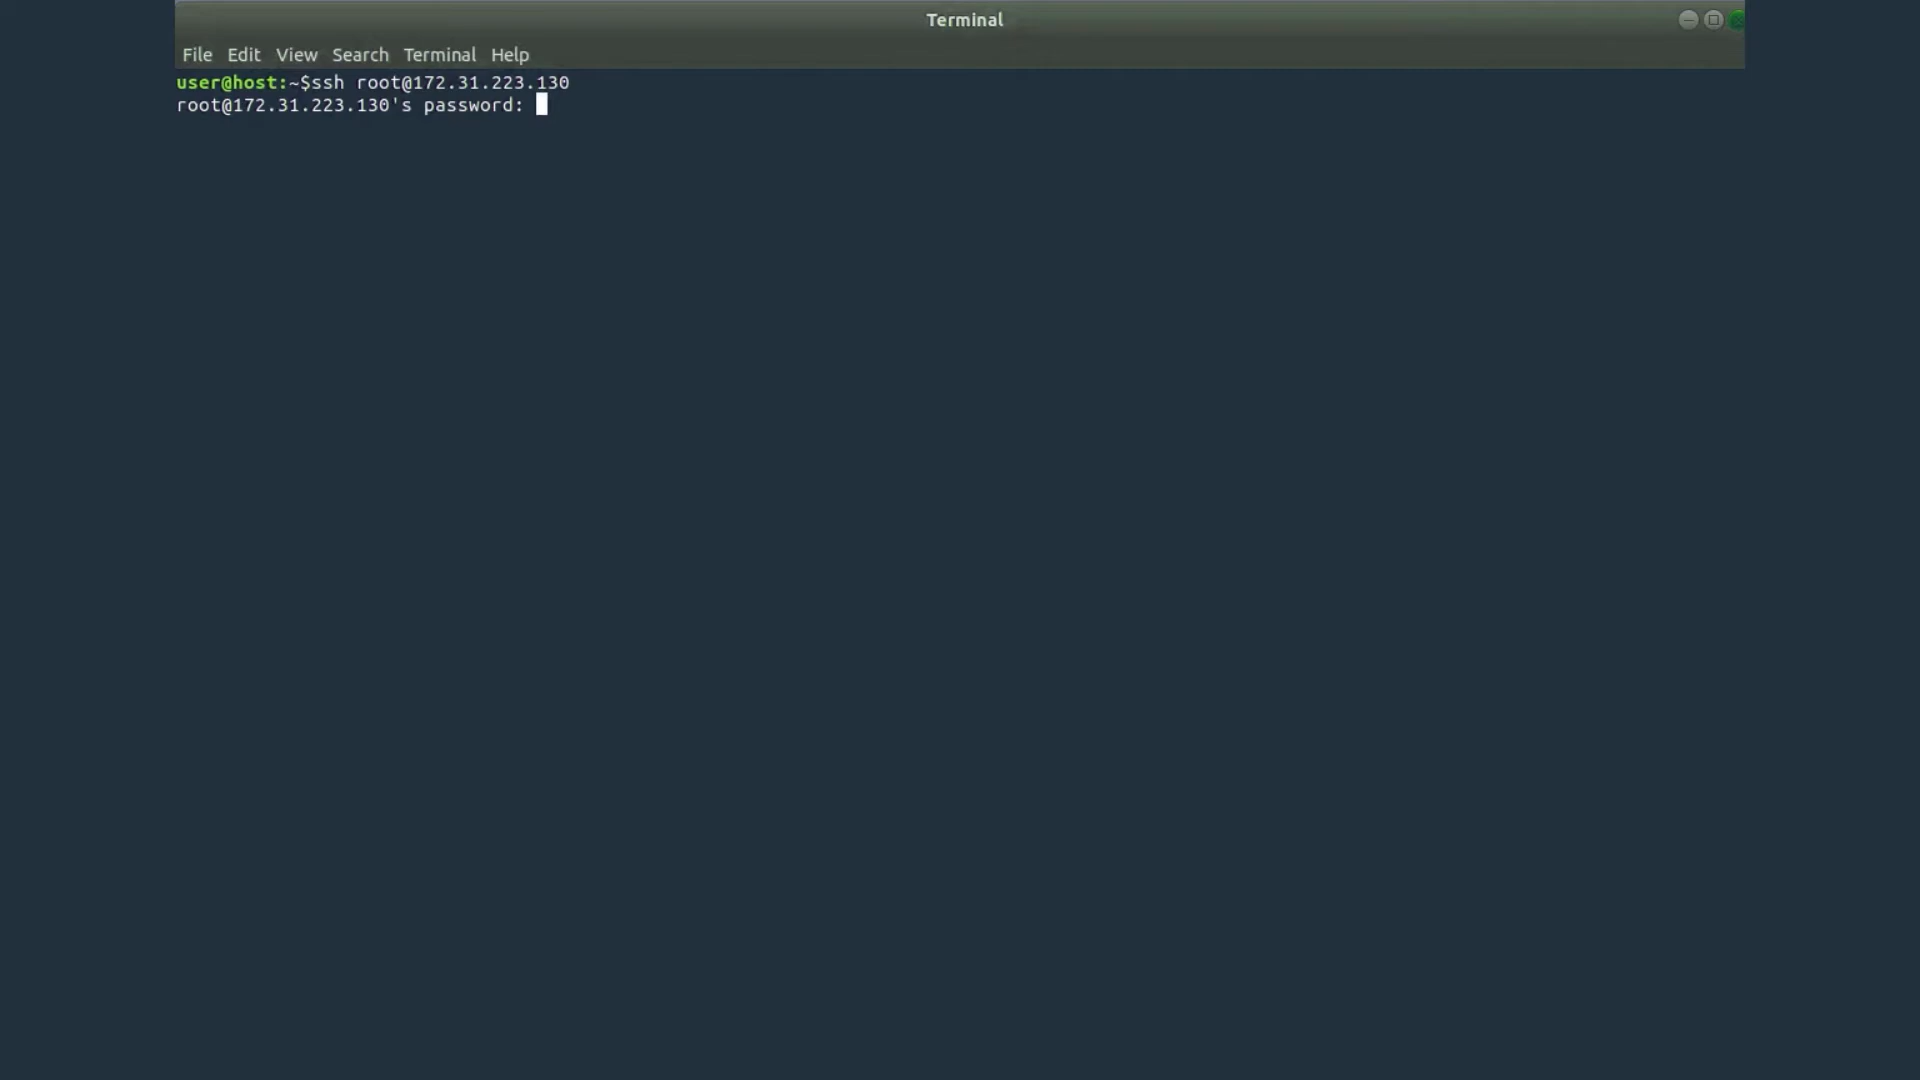 Terminal
File Edit View Search Terminal Help
user@host:~$ssh root@172.31.223.130
root@172.31.223.130's password: